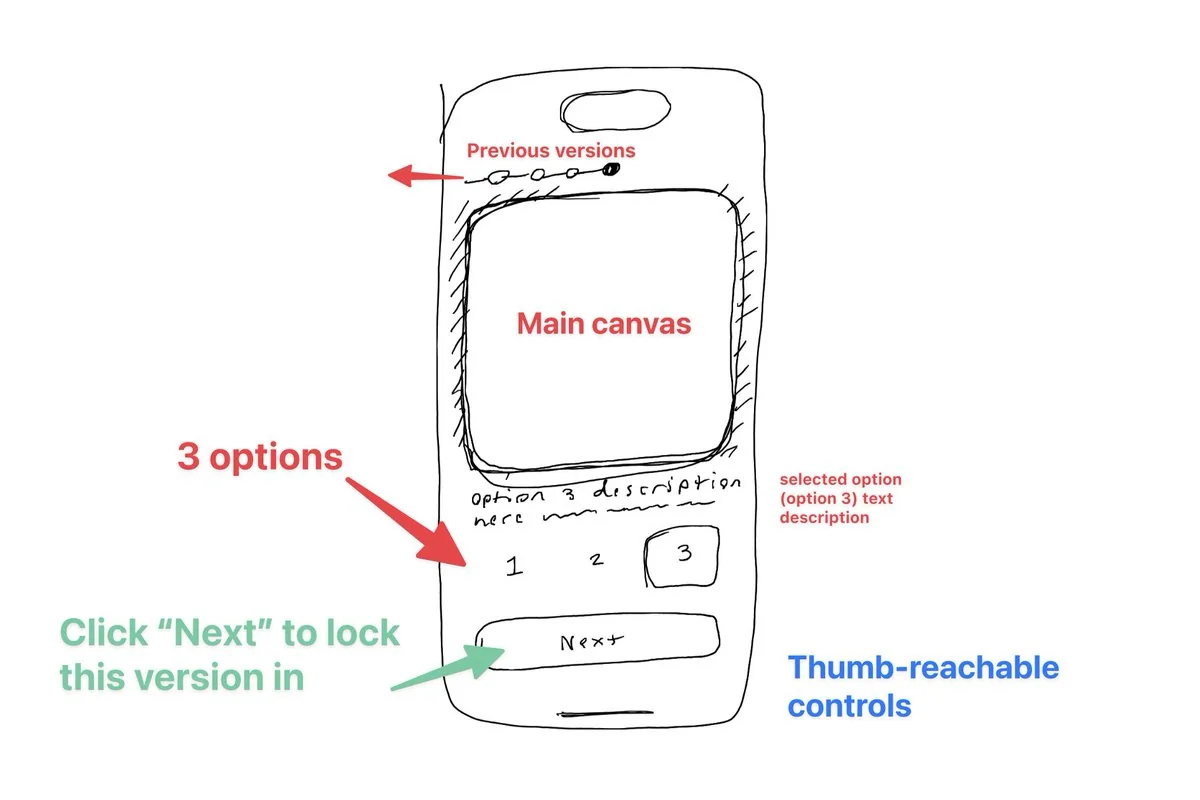 Previous versions
Main canvas
3 options
option 3 description
here
selected option
(option 3) text
description
1 2 3
Click “Next” to lock
this version in
Next
Thumb-reachable
controls